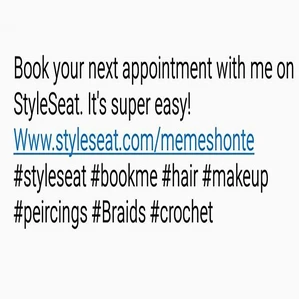 Book your next appointment with me on
StyleSeat. It's super easy!
Www.styleseat.com/memeshonte
#styleseat #bookme #hair #makeup
#peircings #Braids #crochet